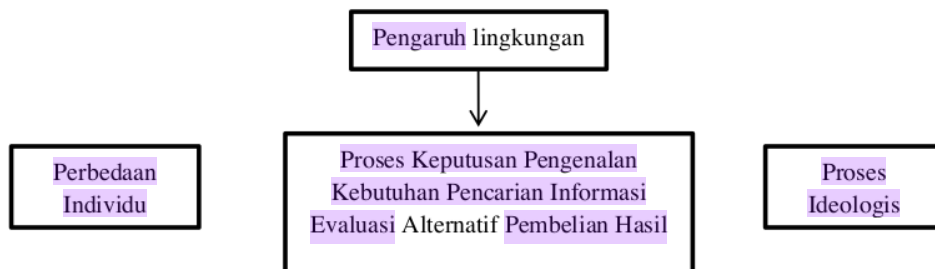 Pengaruh lingkungan
Perbedaan
Individu
Proses Keputusan Pengenalan
Kebutuhan Pencarian Informasi
Evaluasi Alternatif Pembelian Hasil
Proses
Ideologis